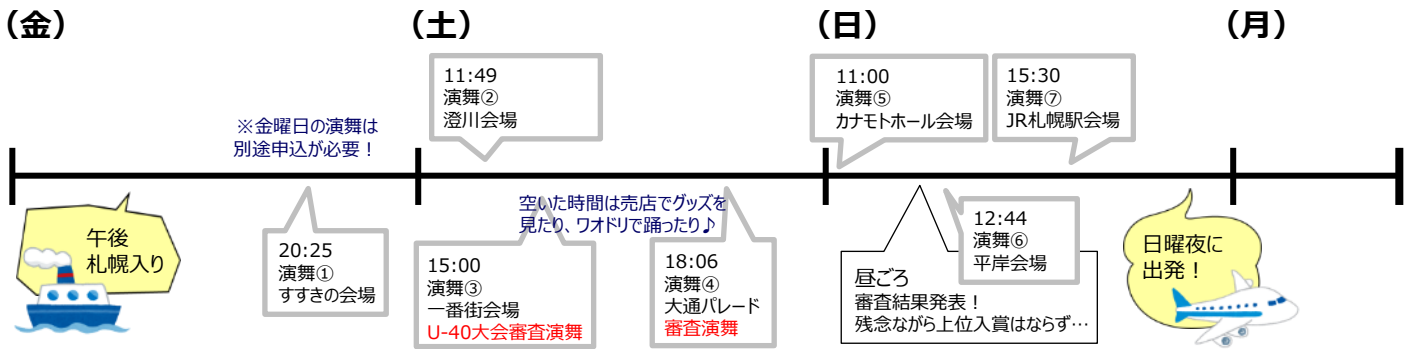 （金）
（土）
（日）
（月）
午後
札幌入り
※金曜日の演舞は
別途申込が必要！
20:25
演舞①
すすきの会場
11:49
演舞②
澄川会場
15:00
演舞③
一番街会場
U-40大会審査演舞
空いた時間は売店でグッズを
見たり、ワオドリで踊ったり♪
18:06
演舞④
大通パレード
審査演舞
11:00
演舞⑤
カナモトホール会場
昼ごろ
審査結果発表！
残念ながら上位入賞はならず…
12:44
演舞⑥
平岸会場
15:30
演舞⑦
JR札幌駅会場
日曜夜に
出発！